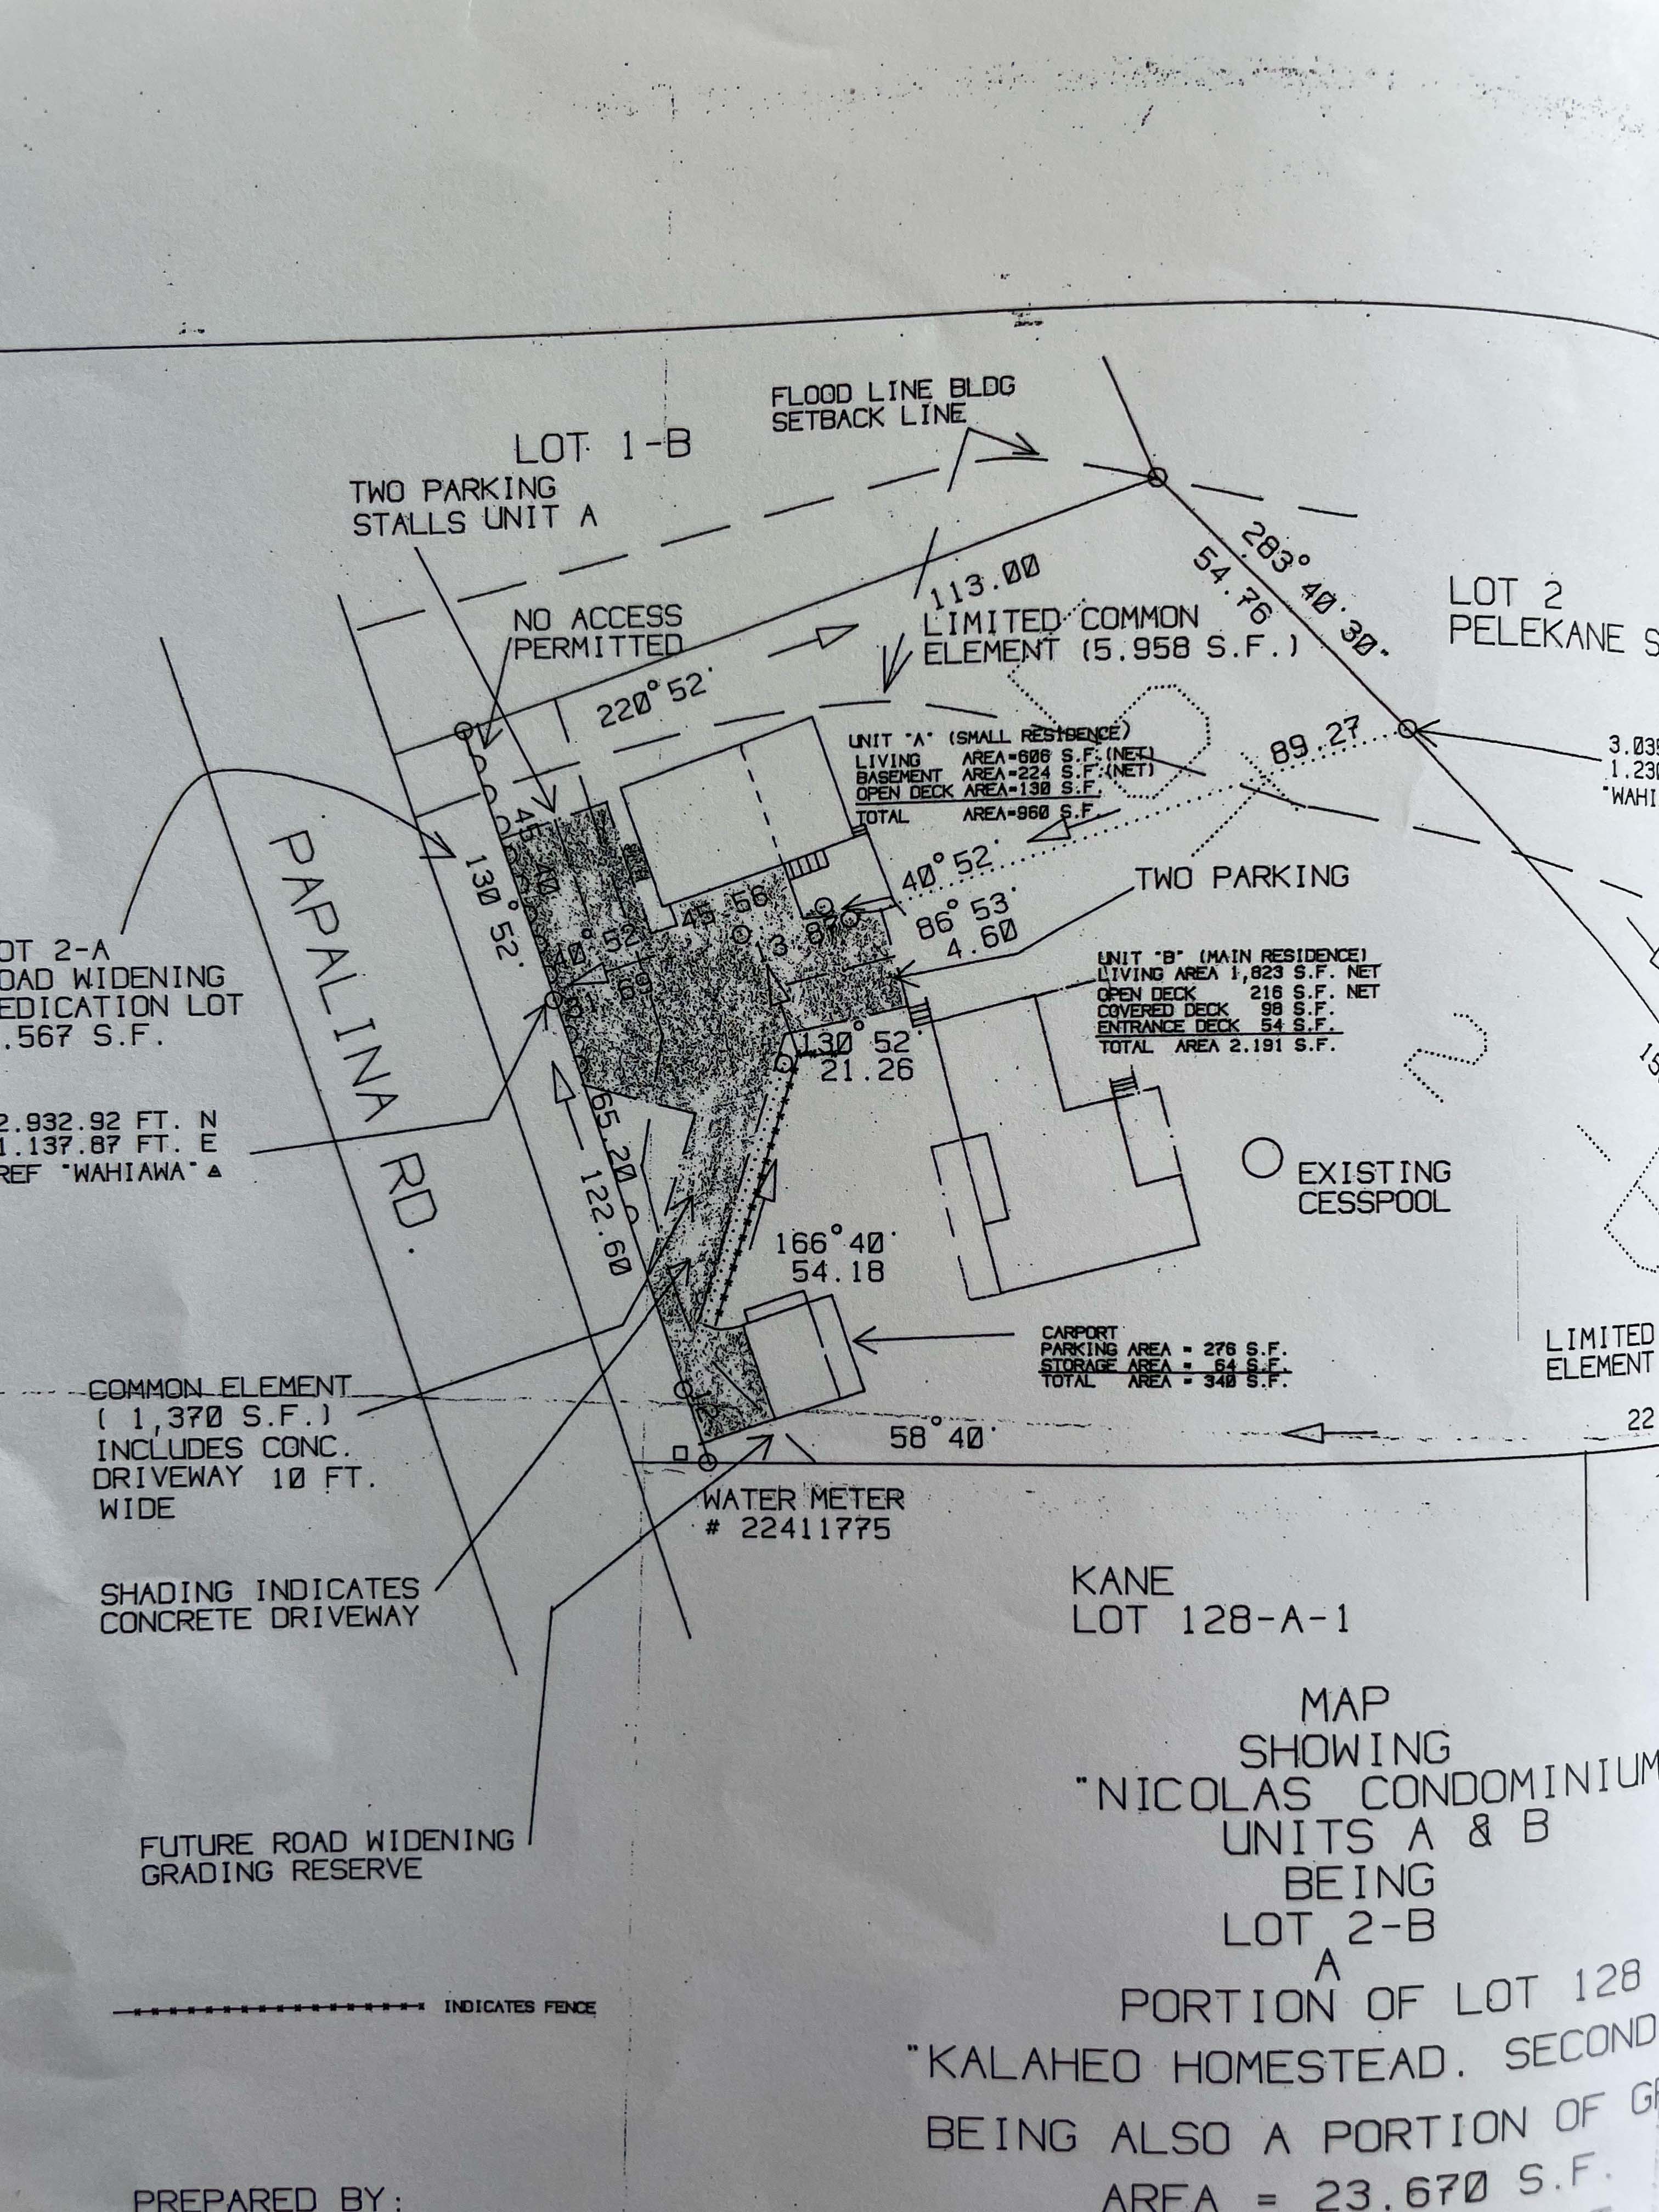 FLOOD LINE BLDG
SETBACK LINE
LOT 1-B
TWO PARKING
STALLS UNIT A
NO ACCESS
PERMITTED
113.00
220°52'
283°40'30"
54.76
LOT 2
PELEKANE S
LIMITED COMMON
ELEMENT (5.958 S.F.)
UNIT "A" (SMALL RESIDENCE)
LIVING AREA=606 S.F.(NET)
BASEMENT AREA=224 S.F.(NET)
OPEN DECK AREA=130 S.F.
TOTAL AREA=960 S.F.
89.27
3.03
1.230
"WAHI
40°52'
86°53'
4.60
TWO PARKING
45.40
130°52'
45.56
13.87
40°52'
PAPALINA RD.
OT 2-A
OAD WIDENING
EDICATION LOT
.567 S.F.
UNIT "B" (MAIN RESIDENCE)
LIVING AREA 1,823 S.F. NET
OPEN DECK 216 S.F. NET
COVERED DECK 98 S.F.
ENTRANCE DECK 54 S.F.
TOTAL AREA 2.191 S.F.
130°52'
21.26
2.932.92 FT. N
1.137.87 FT. E
REF "WAHIAWA"
65.20
122.60
EXISTING
CESSPOOL
166°40'
54.18
CARPORT
PARKING AREA = 276 S.F.
STORAGE AREA = 64 S.F.
TOTAL AREA = 340 S.F.
LIMITED
ELEMENT
COMMON ELEMENT
( 1,370 S.F.)
INCLUDES CONC.
DRIVEWAY 10 FT.
WIDE
58°40'
22
WATER METER
# 22411775
SHADING INDICATES
CONCRETE DRIVEWAY
KANE
LOT 128-A-1
FUTURE ROAD WIDENING
GRADING RESERVE
MAP
SHOWING
"NICOLAS CONDOMINIUM
UNITS A & B
BEING
LOT 2-B
A
PORTION OF LOT 128
"KALAHEO HOMESTEAD. SECOND
BEING ALSO A PORTION OF G
AREA = 23.670 S.F.
INDICATES FENCE
PREPARED BY: